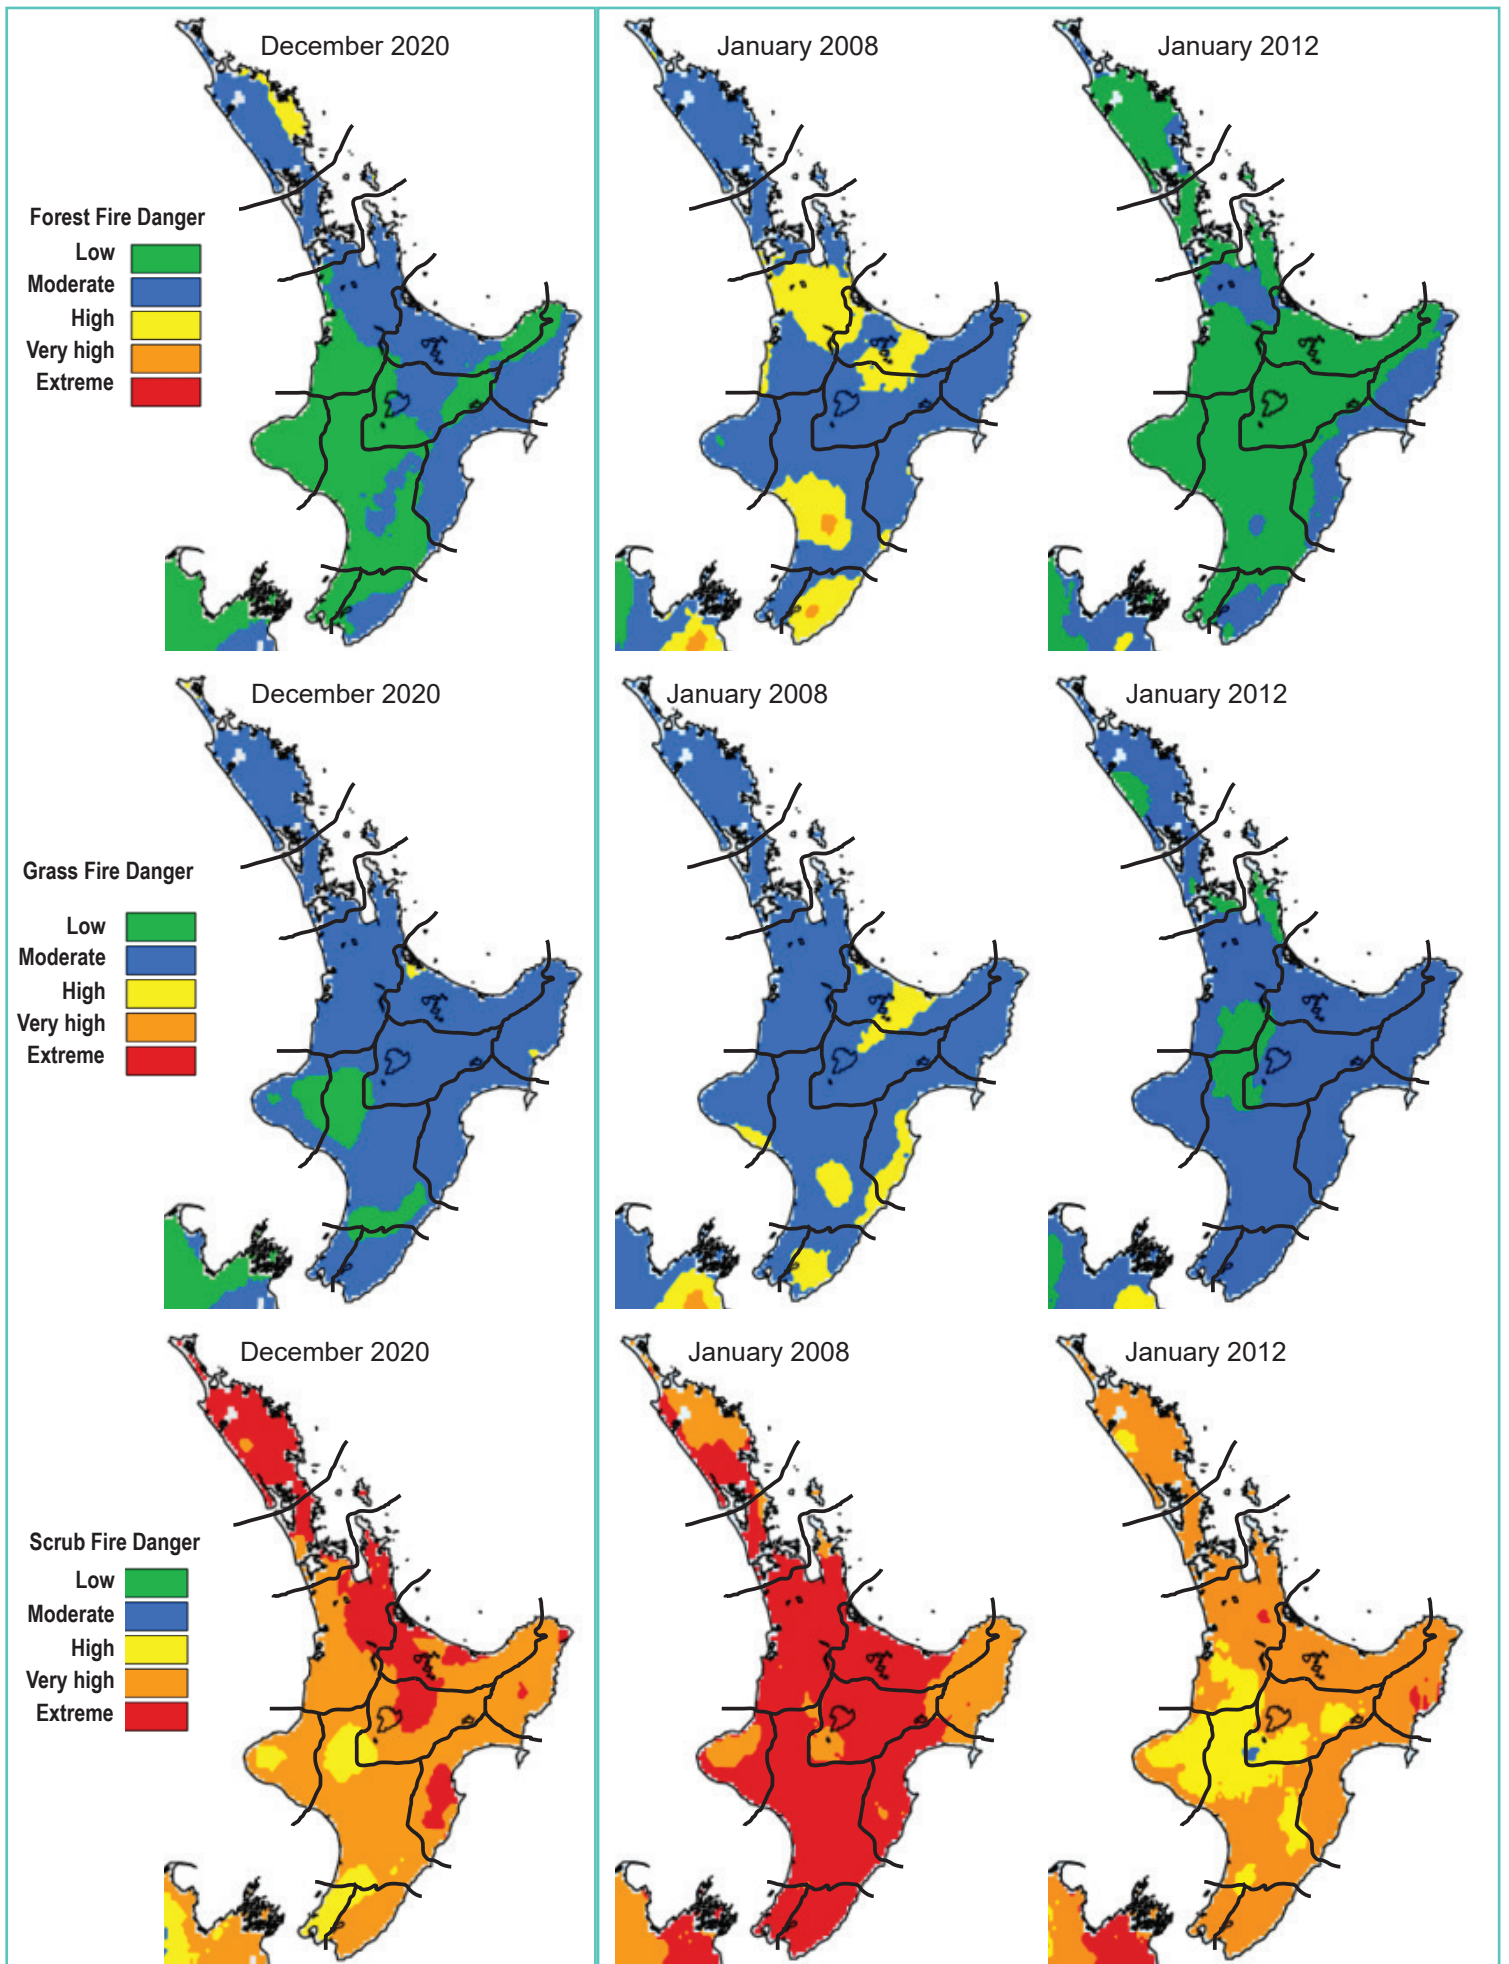 December 2020
January 2008
January 2012
Forest Fire Danger
Low
Moderate
High
Very high
Extreme
December 2020
January 2008
January 2012
Grass Fire Danger
Low
Moderate
High
Very high
Extreme
December 2020
January 2008
January 2012
Scrub Fire Danger
Low
Moderate
High
Very high
Extreme